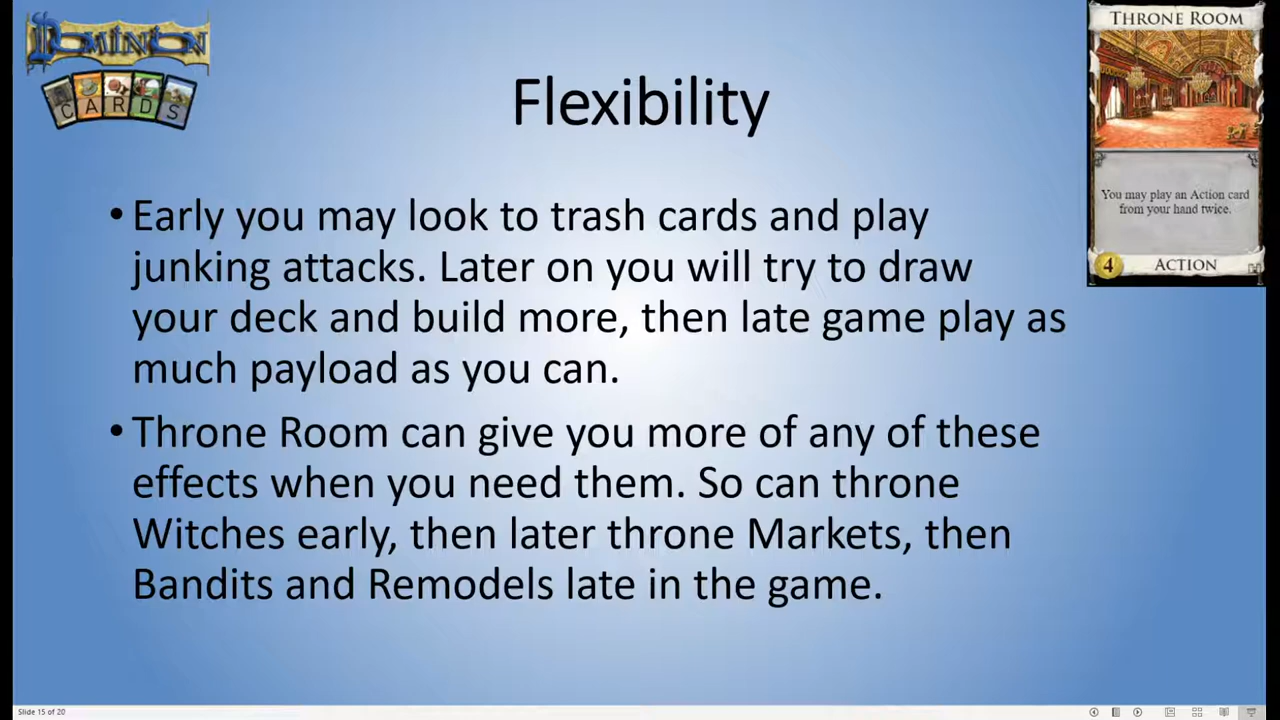 DOMINION
CARDS
THRONE ROOM
You may play an Action card
from your hand twice.
4
ACTION
Flexibility
•Early you may look to trash cards and play
junking attacks. Later on you will try to draw
your deck and build more, then late game play as
much payload as you can.
•Throne Room can give you more of any of these
effects when you need them. So can throne
Witches early, then later throne Markets, then
Bandits and Remodels late in the game.
Slide 15 of 20